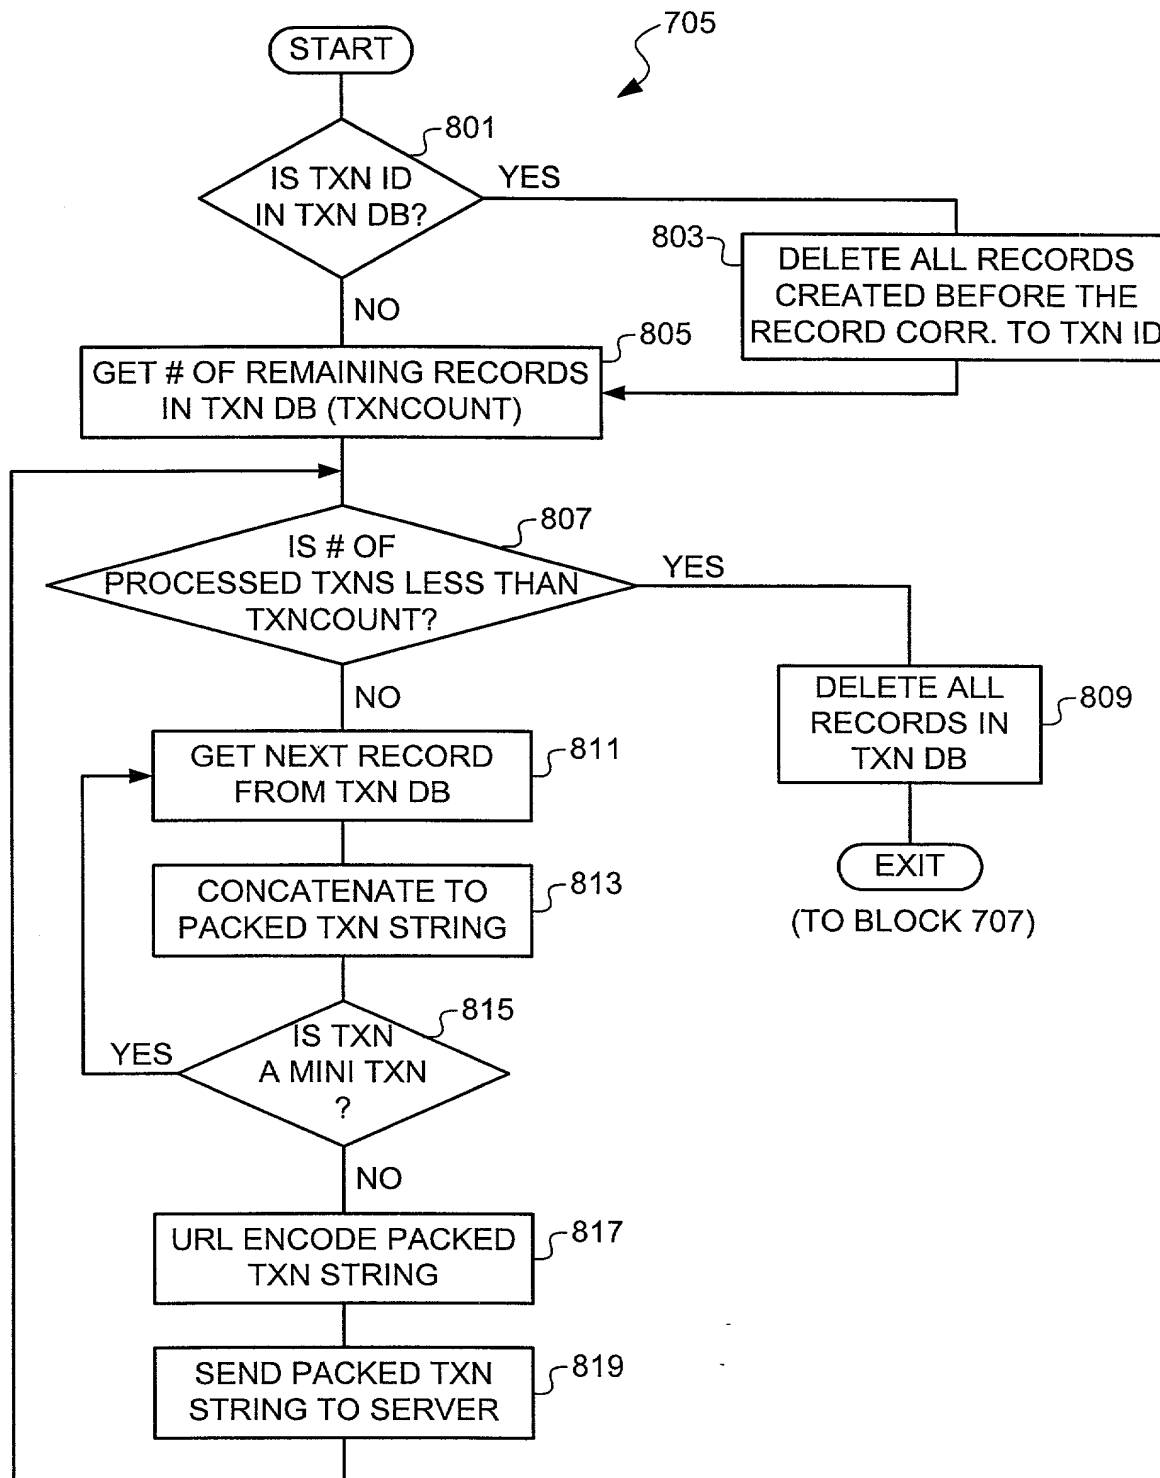 START
705
801
IS TXN ID
IN TXN DB?
YES
NO
803
DELETE ALL RECORDS
CREATED BEFORE THE
RECORD CORR. TO TXN ID
805
GET # OF REMAINING RECORDS
IN TXN DB (TXNCOUNT)
807
IS # OF
PROCESSED TXNS LESS THAN
TXNCOUNT?
YES
NO
DELETE ALL
RECORDS IN
TXN DB
809
GET NEXT RECORD
FROM TXN DB
811
EXIT
(TO BLOCK 707)
CONCATENATE TO
PACKED TXN STRING
813
815
IS TXN
A MINI TXN
?
YES
NO
URL ENCODE PACKED
TXN STRING
817
SEND PACKED TXN
STRING TO SERVER
819